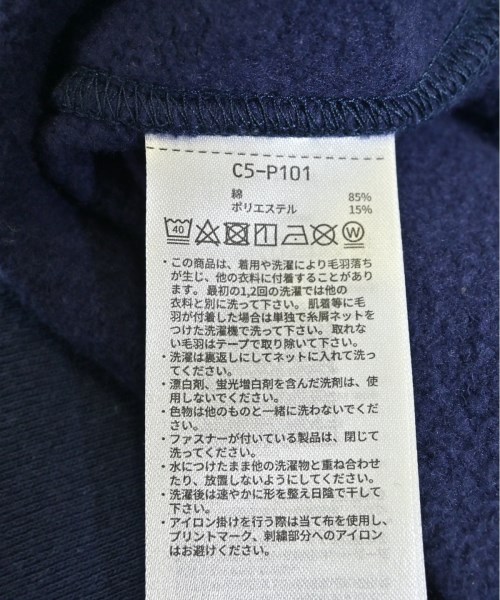 C5-P101
綿 85%
ポリエステル 15%
40 W
・この商品は、着用や洗濯により毛羽落ち
が生じ、他の衣料に付着することがあり
ます。最初の1,2回の洗濯では他の
衣料と別に洗って下さい。肌着等に毛
羽が付着した場合は単独で糸屑ネットを
つけた洗濯機で洗って下さい。取れな
い毛羽はテープで取り除いて下さい。
・洗濯は裏返しにしてネットに入れて洗っ
てください。
・漂白剤、蛍光増白剤を含んだ洗剤は、使
用しないでください。
・色物は他のものと一緒に洗わないでくだ
さい。
・ファスナーが付いている製品は、閉じて
洗ってください。
・水につけたまま他の洗濯物と重ね合わせ
たり、放置しないようにしてください。
・洗濯後は速やかに形を整え日陰で干して
下さい。
・アイロン掛けを行う際は当て布を使用し、
プリントマーク、刺繍部分へのアイロン
はお避けください。